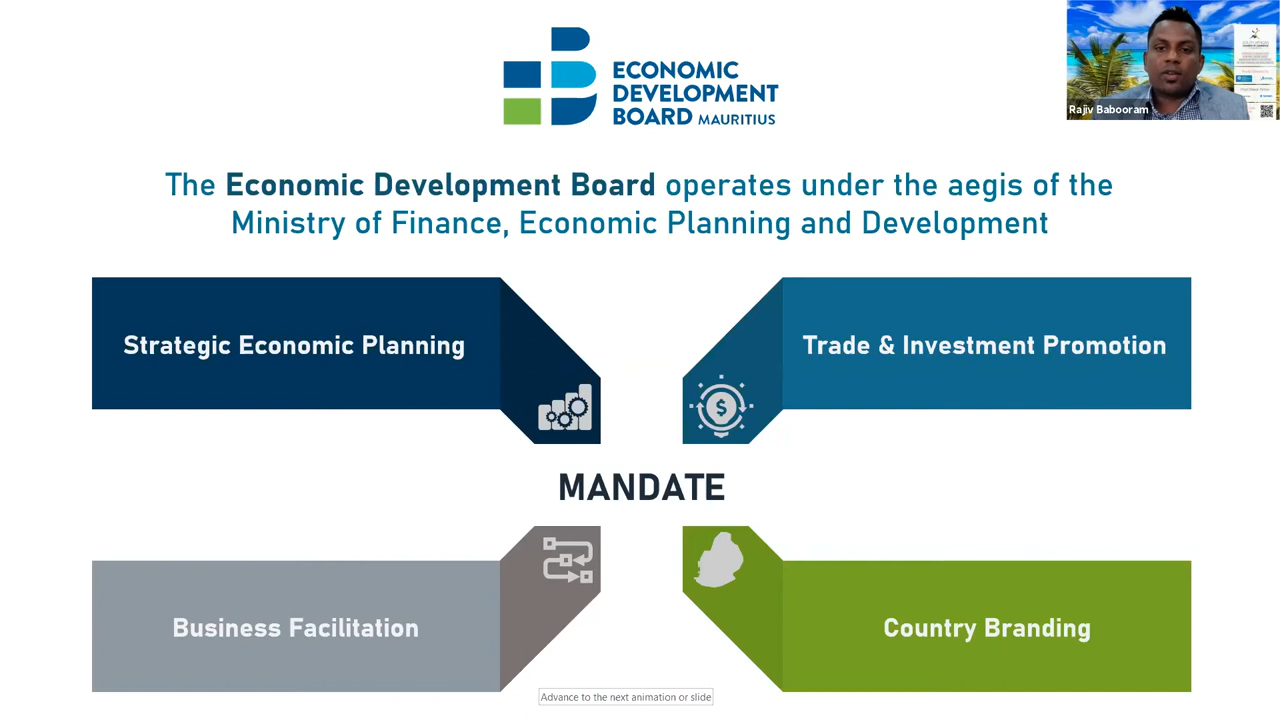 ECONOMIC
DEVELOPMENT
BOARD MAURITIUS
Rajiv Babooram
The Economic Development Board operates under the aegis of the
Ministry of Finance, Economic Planning and Development
Strategic Economic Planning
Trade & Investment Promotion
$
MANDATE
Business Facilitation
Country Branding
Advance to the next animation or slide